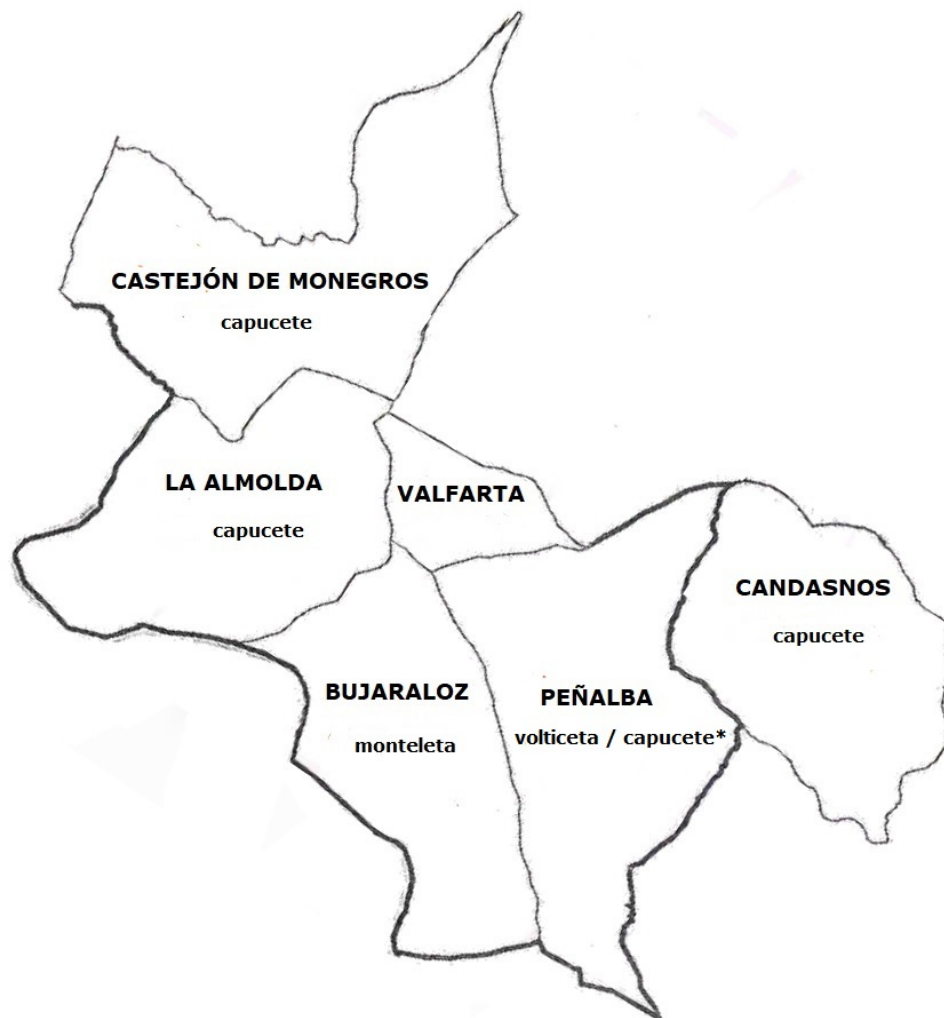 CASTEJÓN DE MONEGROS
capucete
LA ALMOLDA
capucete
VALFARTA
CANDASNOS
capucete
BUJARALOZ
monteleta
PEÑALBA
volticeta / capucete*